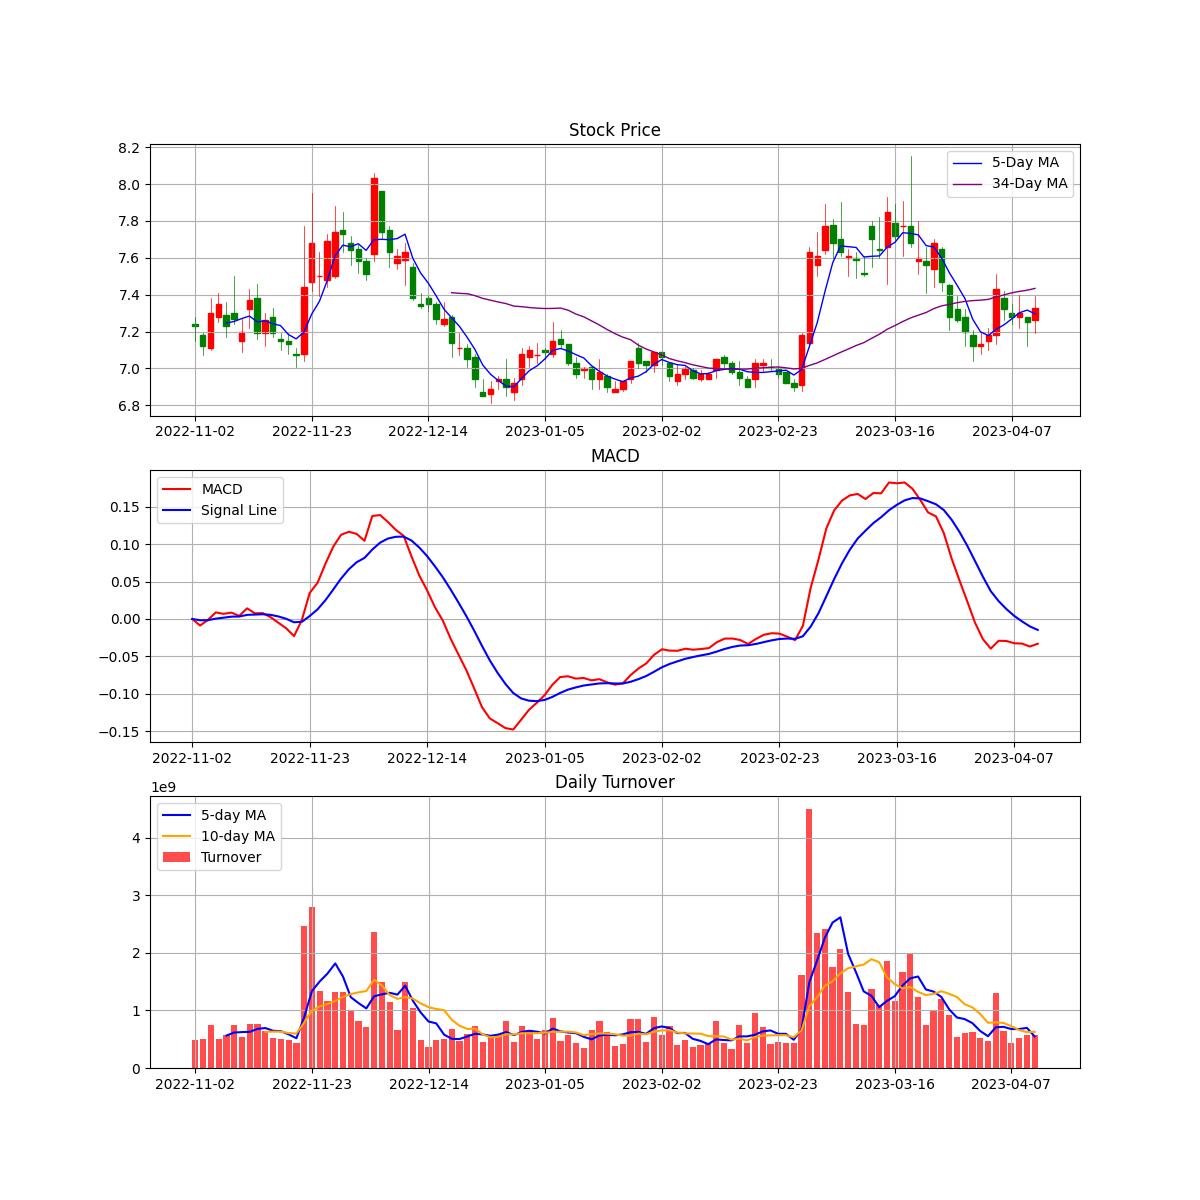 Stock Price
8.2
8.0
7.8
7.6
7.4
7.2
7.0
6.8
5-Day MA
34-Day MA
2022-11-02 2022-11-23 2022-12-14 2023-01-05 2023-02-02 2023-02-23 2023-03-16 2023-04-07
MACD
0.15
0.10
0.05
0.00
−0.05
−0.10
−0.15
MACD
Signal Line
2022-11-02 2022-11-23 2022-12-14 2023-01-05 2023-02-02 2023-02-23 2023-03-16 2023-04-07
Daily Turnover
1e9
4
3
2
1
0
5-day MA
10-day MA
Turnover
2022-11-02 2022-11-23 2022-12-14 2023-01-05 2023-02-02 2023-02-23 2023-03-16 2023-04-07